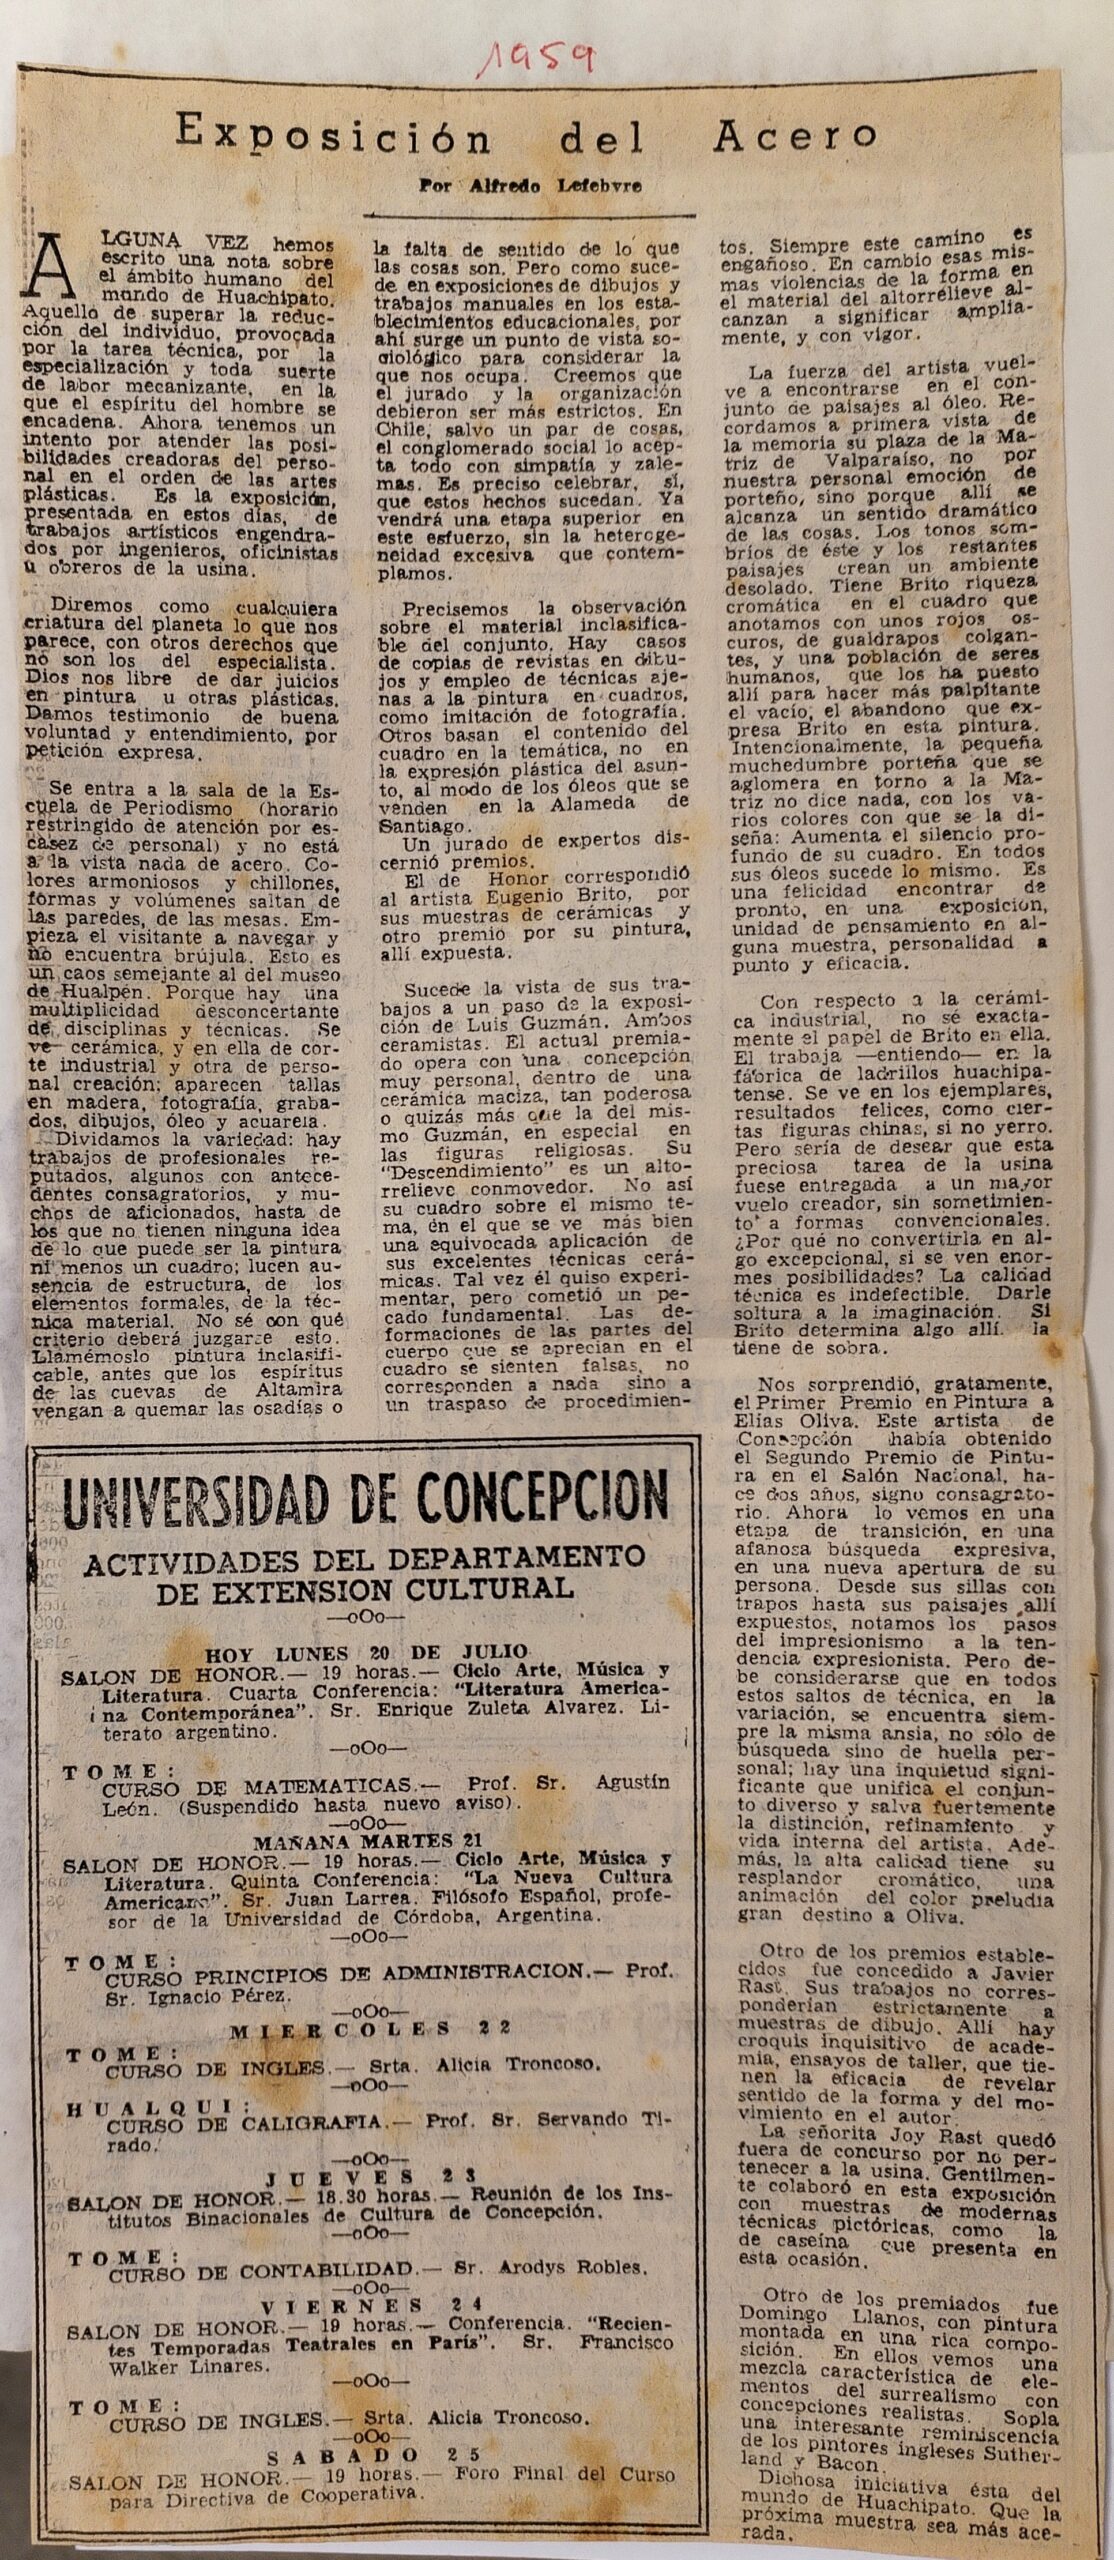 1959
Exposición del Acero
Por Alfredo Lefebvre
ALGUNA VEZ hemos
escrito una nota sobre
el ámbito humano del
mundo de Huachipato.
Aquello de superar la reduc-
ción del individuo, provocada
por la tarea técnica, por la
especialización y toda suerte
de labor mecanizante, en la
que el espíritu del hombre se
encadena. Ahora tenemos un
intento por atender las posi-
bilidades creadoras del perso-
nal en el orden de las artes
plásticas. Es la exposición,
presentada en estos días, de
trabajos artísticos engendra-
dos por ingenieros, oficinistas
u obreros de la usina.
Diremos como cualquiera
criatura del planeta lo que nos
parece, con otros derechos que
no son los del especialista.
Dios nos libre de dar juicios
en pintura u otras plásticas.
Damos testimonio de buena
voluntad y entendimiento, por
petición expresa.
Se entra a la sala de la Es-
cuela de Periodismo (horario
restringido de atención por es-
casez de personal) y no está
a la vista nada de acero. Co-
lores armoniosos y chillones,
formas y volúmenes saltan de
las paredes, de las mesas. Em-
pieza el visitante a navegar y
no encuentra brújula. Esto es
un caos semejante al del museo
de Hualpén. Porque hay una
multiplicidad desconcertante
de disciplinas y técnicas. Se
ve cerámica, y en ella de cor-
te industrial y otra de perso-
nal creación; aparecen tallas
en madera, fotografía, graba-
dos, dibujos, óleo y acuarela.
Dividamos la variedad: hay
trabajos de profesionales re-
putados, algunos con antece-
dentes consagratorios, y mu-
chos de aficionados, hasta de
los que no tienen ninguna idea
de lo que puede ser la pintura
ni menos un cuadro; lucen au-
sencia de estructura, de los
elementos formales, de la téc-
nica material. No sé con qué
criterio deberá juzgarse esto.
Llamémoslo pintura inclasifi-
cable, antes que los espíritus
de las cuevas de Altamira
vengan a quemar las osadías o
la falta de sentido de lo que
las cosas son. Pero como suce-
de en exposiciones de dibujos y
trabajos manuales en los esta-
blecimientos educacionales, por
ahí surge un punto de vista so-
ciológico para considerar la
que nos ocupa. Creemos que
el jurado y la organización
debieron ser más estrictos. En
Chile, salvo un par de cosas,
el conglomerado social lo acep-
ta todo con simpatía y zale-
mas. Es preciso celebrar, sí,
que estos hechos sucedan. Ya
vendrá una etapa superior en
este esfuerzo, sin la heteroge-
neidad excesiva que contem-
plamos.
Precisemos la observación
sobre el material inclasifica-
ble del conjunto. Hay casos
de copias de revistas en dibu-
jos y empleo de técnicas aje-
nas a la pintura en cuadros,
como imitación de fotografía.
Otros basan el contenido del
cuadro en la temática, no en
la expresión plástica del asun-
to, al modo de los óleos que se
venden en la Alameda de
Santiago.
Un jurado de expertos dis-
cernió premios.
El de Honor correspondió
al artista Eugenio Brito, por
sus muestras de cerámicas y
otro premio por su pintura,
allí expuesta.
Sucede la vista de sus tra-
bajos a un paso de la exposi-
ción de Luis Guzmán. Ambos
ceramistas. El actual premia-
do opera con una concepción
muy personal, dentro de una
cerámica maciza, tan poderosa
o quizás más que la del mis-
mo Guzmán, en especial en
las figuras religiosas. Su
"Descendimiento" es un alto-
rrelieve conmovedor. No así
su cuadro sobre el mismo te-
ma, en el que se ve más bien
una equivocada aplicación de
sus excelentes técnicas cerá-
micas. Tal vez él quiso experi-
mentar, pero cometió un pe-
cado fundamental. Las de-
formaciones de las partes del
cuerpo que se aprecian en el
cuadro se sienten falsas, no
corresponden a nada sino a
un traspaso de procedimien-
tos. Siempre este camino es
engañoso. En cambio esas mis-
mas violencias de la forma en
el material del altorrelieve al-
canzan a significar amplia-
mente, y con vigor.
La fuerza del artista vuel-
ve a encontrarse en el con-
junto de paisajes al óleo. Re-
cordamos a primera vista de
la memoria su plaza de la Ma-
triz de Valparaíso, no por
nuestra personal emoción de
porteño, sino porque allí se
alcanza un sentido dramático
de las cosas. Los tonos som-
bríos de éste y los restantes
paisajes crean un ambiente
desolado. Tiene Brito riqueza
cromática en el cuadro que
anotamos con unos rojos os-
curos, de gualdrapos colgan-
tes, y una población de seres
humanos, que los ha puesto
allí para hacer más palpitante
el vacío, el abandono que ex-
presa Brito en esta pintura.
Intencionalmente, la pequeña
muchedumbre porteña que se
aglomera en torno a la Ma-
triz no dice nada, con los va-
rios colores con que se la di-
seña: Aumenta el silencio pro-
fundo de su cuadro. En todos
sus óleos sucede lo mismo. Es
una felicidad encontrar de
pronto, en una exposición,
unidad de pensamiento en al-
guna muestra, personalidad a
punto y eficacia.
Con respecto a la cerámi-
ca industrial, no sé exacta-
mente el papel de Brito en ella.
El trabaja —entiendo— en la
fábrica de ladrillos huachipa-
tense. Se ve en los ejemplares,
resultados felices, como cier-
tas figuras chinas, si no yerro.
Pero sería de desear que esta
preciosa tarea de la usina
fuese entregada a un mayor
vuelo creador, sin sometimien-
to a formas convencionales.
¿Por qué no convertirla en al-
go excepcional, si se ven enor-
mes posibilidades? La calidad
técnica es indefectible. Darle
soltura a la imaginación. Si
Brito determina algo allí, la
tiene de sobra.
Nos sorprendió, gratamente,
el Primer Premio en Pintura a
Elías Oliva. Este artista de
Concepción había obtenido
el Segundo Premio de Pintu-
ra en el Salón Nacional, ha-
ce dos años, signo consagrato-
rio. Ahora lo vemos en una
etapa de transición, en una
afanosa búsqueda expresiva,
en una nueva apertura de su
persona. Desde sus sillas con
trapos hasta sus paisajes allí
expuestos, notamos los pasos
del impresionismo a la ten-
dencia expresionista. Pero de-
be considerarse que en todos
estos saltos de técnica, en la
variación, se encuentra siem-
pre la misma ansia, no sólo de
búsqueda sino de huella per-
sonal; hay una inquietud signi-
ficante que unifica el conjun-
to diverso y salva fuertemente
la distinción, refinamiento y
vida interna del artista. Ade-
más, la alta calidad tiene su
resplandor cromático, una
animación del color preludia
gran destino a Oliva.
Otro de los premios estable-
cidos fue concedido a Javier
Rast. Sus trabajos no corres-
ponderían estrictamente a
muestras de dibujo. Allí hay
croquis inquisitivo de acade-
mia, ensayos de taller, que tie-
nen la eficacia de revelar
sentido de la forma y del mo-
vimiento en el autor.
La señorita Joy Rast quedó
fuera de concurso por no per-
tenecer a la usina. Gentilmen-
te colaboró en esta exposición
con muestras de modernas
técnicas pictóricas, como la
de caseína que presenta en
esta ocasión.
Otro de los premiados fue
Domingo Llanos, con pintura
montada en una rica compo-
sición. En ellos vemos una
mezcla característica de ele-
mentos del surrealismo con
concepciones realistas. Sopla
una interesante reminiscencia
de los pintores ingleses Suther-
land y Bacon.
Dichosa iniciativa ésta del
mundo de Huachipato. Que la
próxima muestra sea más ace-
rada.
UNIVERSIDAD DE CONCEPCION
ACTIVIDADES DEL DEPARTAMENTO
DE EXTENSION CULTURAL
—oOo—
HOY LUNES 20 DE JULIO
SALON DE HONOR.— 19 horas.— Ciclo Arte, Música y
Literatura. Cuarta Conferencia: "Literatura America-
na Contemporánea". Sr. Enrique Zuleta Alvarez. Li-
terato argentino.
—oOo—
TOME:
CURSO DE MATEMATICAS.— Prof. Sr. Agustín
León. (Suspendido hasta nuevo aviso).
—oOo—
MAÑANA MARTES 21
SALON DE HONOR.— 19 horas.— Ciclo Arte, Música y
Literatura. Quinta Conferencia: "La Nueva Cultura
Americana". Sr. Juan Larrea. Filósofo Español, profe-
sor de la Universidad de Córdoba, Argentina.
—oOo—
TOME:
CURSO PRINCIPIOS DE ADMINISTRACION.— Prof.
Sr. Ignacio Pérez.
—oOo—
MIERCOLES 22
TOME:
CURSO DE INGLES.— Srta. Alicia Troncoso.
—oOo—
HUALQUI:
CURSO DE CALIGRAFIA.— Prof. Sr. Servando Ti-
rado.
—oOo—
JUEVES 23
SALON DE HONOR.— 18.30 horas.— Reunión de los Ins-
titutos Binacionales de Cultura de Concepción.
—oOo—
TOME:
CURSO DE CONTABILIDAD.— Sr. Arodys Robles.
—oOo—
VIERNES 24
SALON DE HONOR.— 19 horas.— Conferencia. "Recien-
tes Temporadas Teatrales en París". Sr. Francisco
Walker Linares.
—oOo—
TOME:
CURSO DE INGLES.— Srta. Alicia Troncoso.
—oOo—
SABADO 25
SALON DE HONOR.— 19 horas.— Foro Final del Curso
para Directiva de Cooperativa.